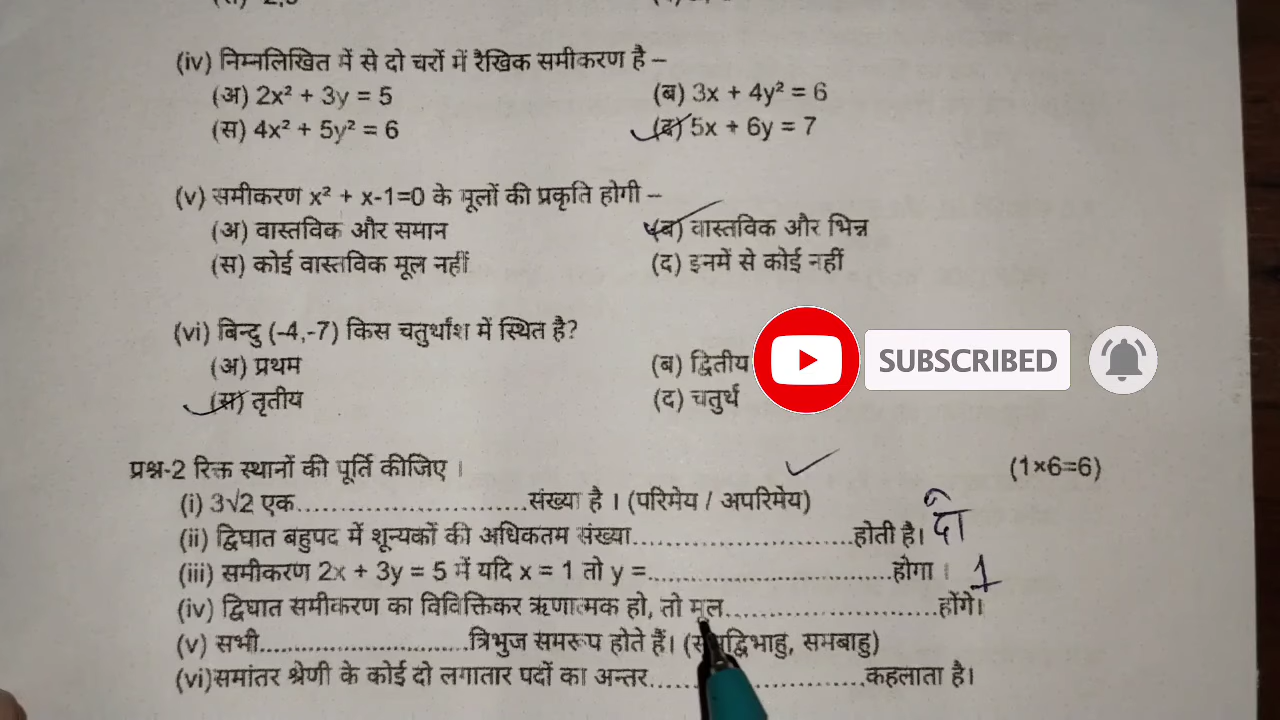 (iv) निम्नलिखित में से दो चरों में रैखिक समीकरण है –
(अ) 2x² + 3y = 5 (ब) 3x + 4y² = 6
(स) 4x² + 5y² = 6 (द) 5x + 6y = 7
(v) समीकरण x² + x-1=0 के मूलों की प्रकृति होगी –
(अ) वास्तविक और समान (ब) वास्तविक और भिन्न
(स) कोई वास्तविक मूल नहीं (द) इनमें से कोई नहीं
(vi) बिन्दु (-4,-7) किस चतुर्थांश में स्थित है?
(अ) प्रथम (ब) द्वितीय
SUBSCRIBED
(स) तृतीय (द) चतुर्थ
प्रश्न-2 रिक्त स्थानों की पूर्ति कीजिए । (1×6=6)
(i) 3√2 एक............................संख्या है । (परिमेय / अपरिमेय)
(ii) द्विघात बहुपद में शून्यकों की अधिकतम संख्या...........................होती है। दो
(iii) समीकरण 2x + 3y = 5 में यदि x = 1 तो y =..............................होगा । 1
(iv) द्विघात समीकरण का विविक्तिकर ऋणात्मक हो, तो मूल..........................होंगे।
(v) सभी..........................त्रिभुज समरूप होते हैं। (समद्विभाहु, समबाहु)
(vi)समांतर श्रेणी के कोई दो लगातार पदों का अन्तर..........................कहलाता है।